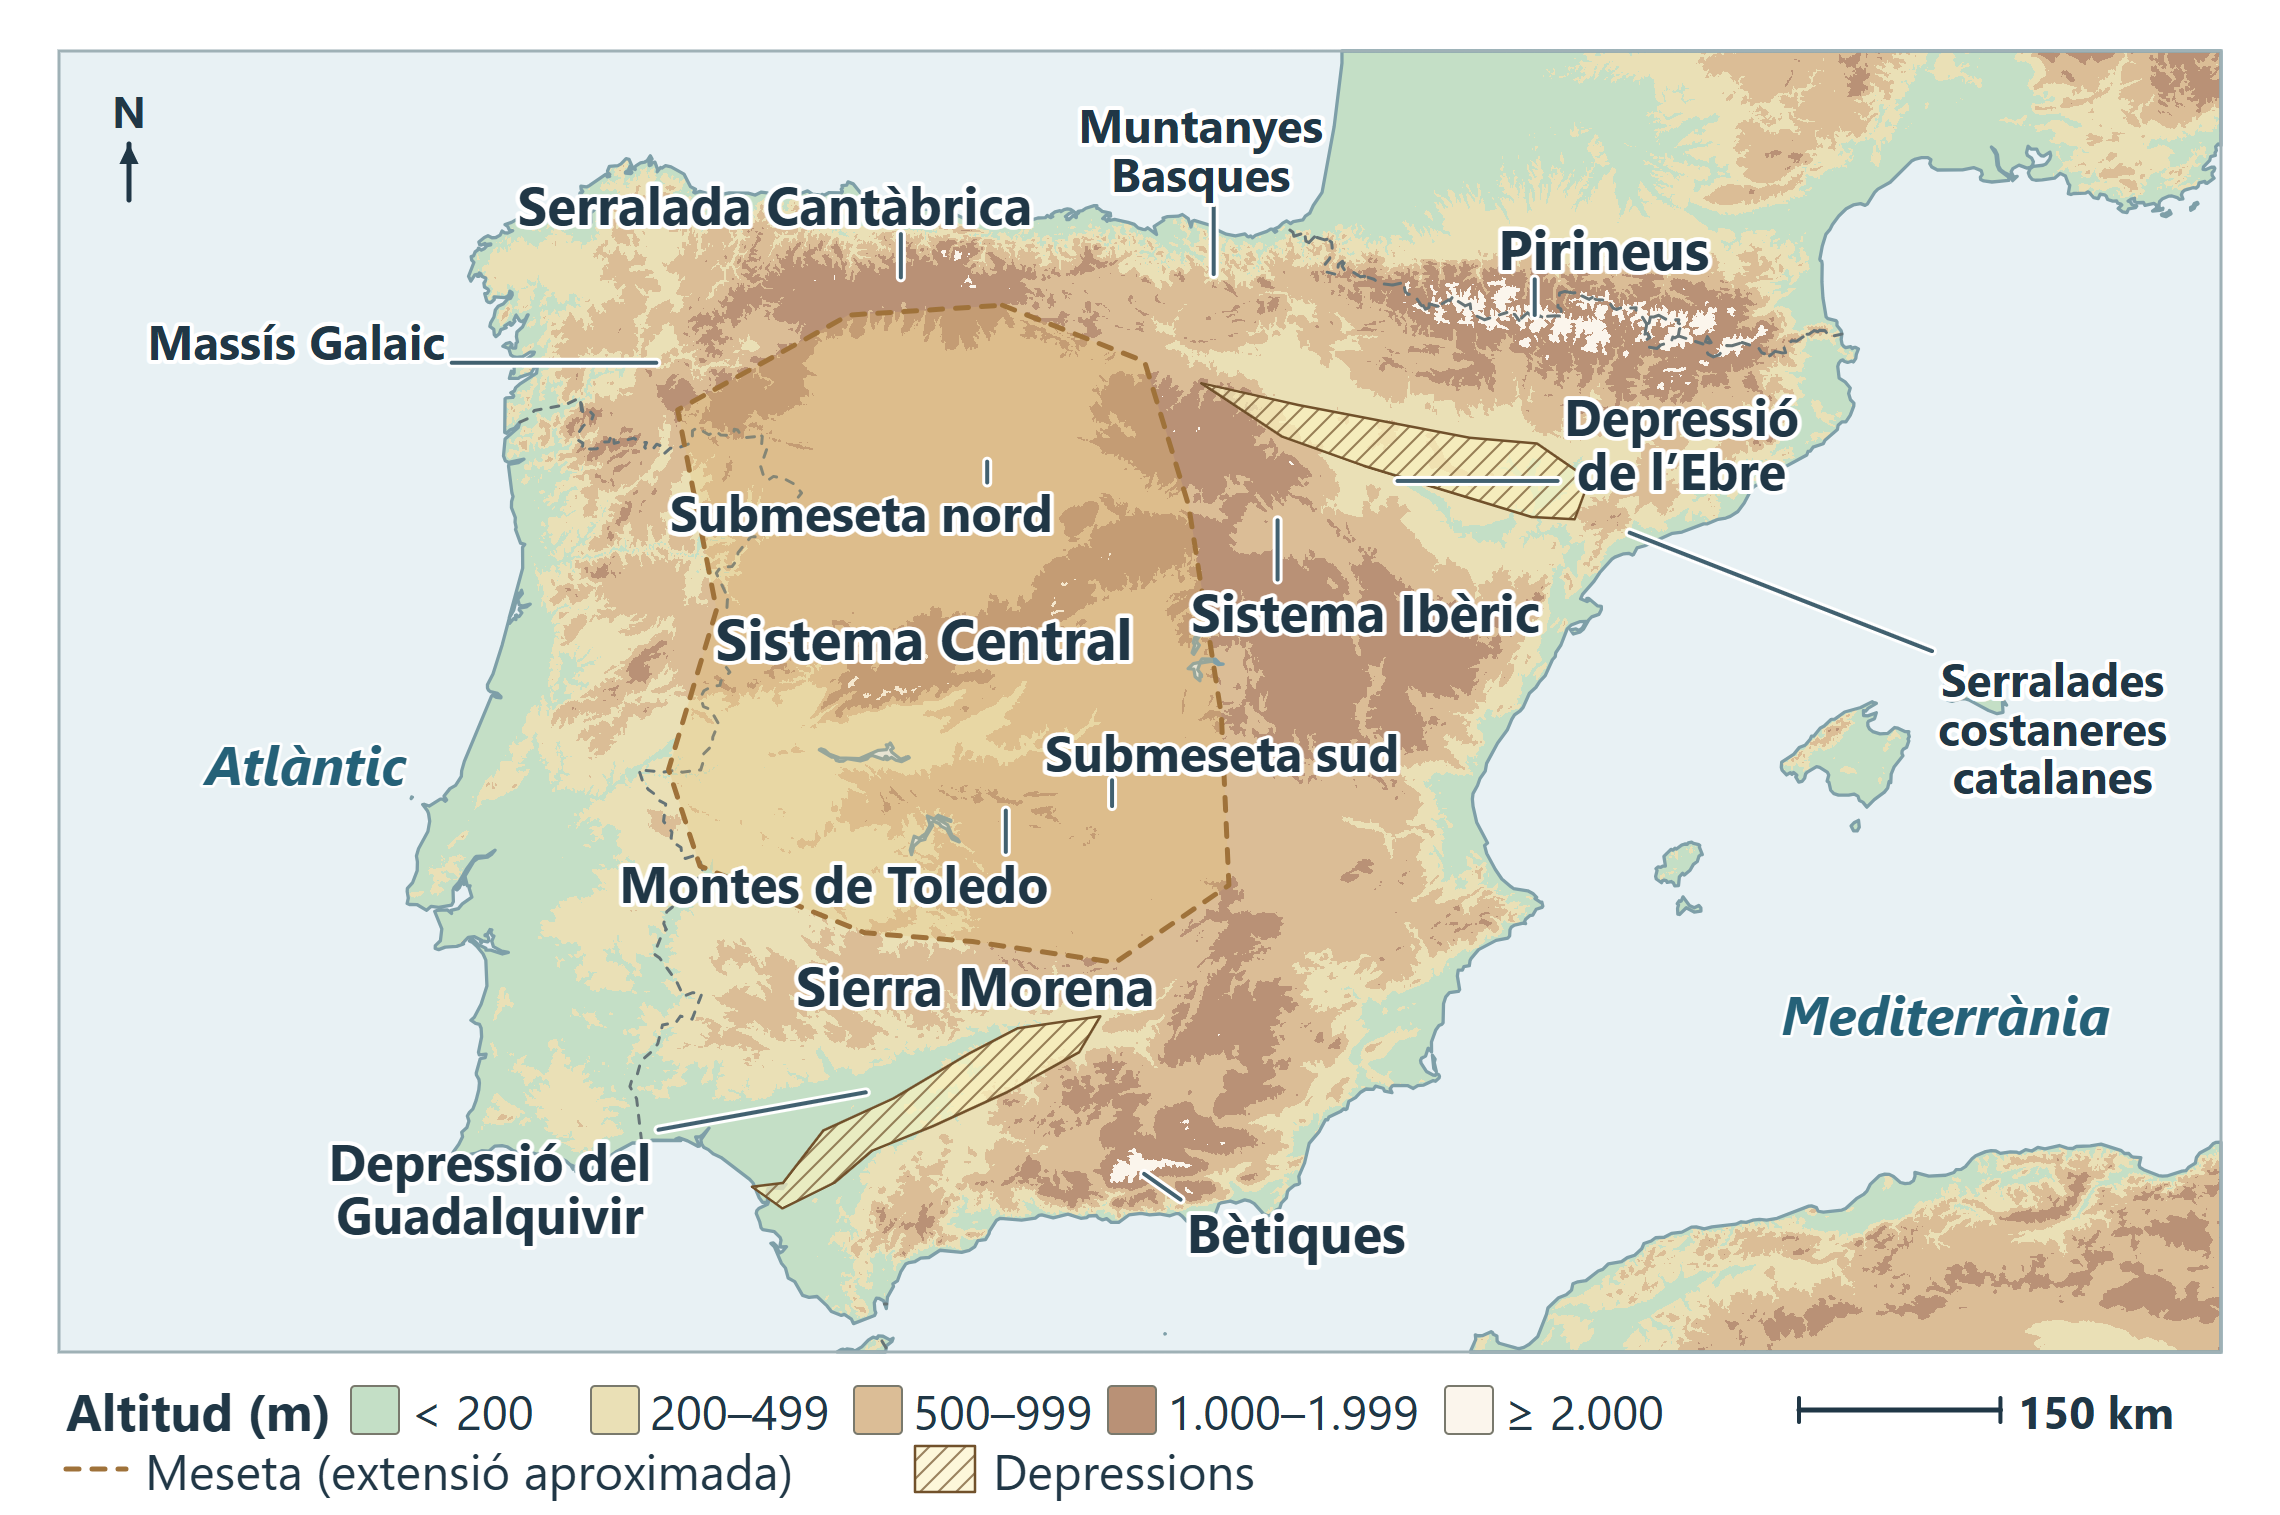 N
Muntanyes
Basques
Serralada Cantàbrica
Pirineus
Massís Galaic
Depressió
de l’Ebre
Submeseta nord
Sistema Ibèric
Sistema Central
Serralades
costaneres
catalanes
Atlàntic
Submeseta sud
Montes de Toledo
Sierra Morena
Mediterrània
Depressió del
Guadalquivir
Bètiques
Altitud (m) < 200 200–499 500–999 1.000–1.999 ≥ 2.000 150 km
Meseta (extensió aproximada) Depressions